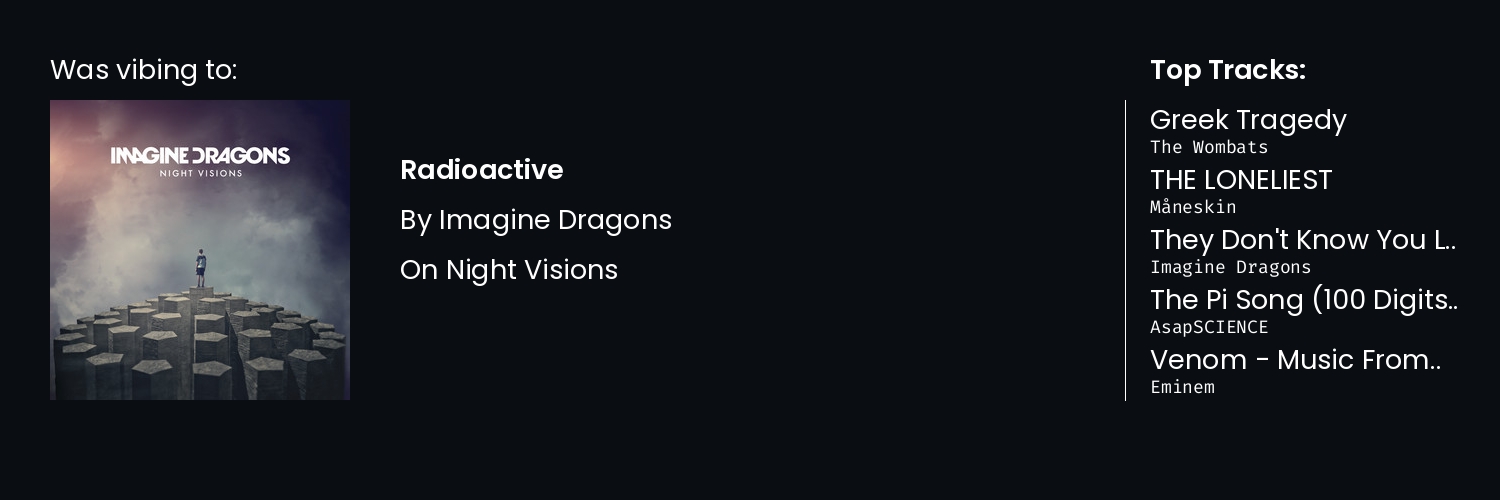 Was vibing to:
IMAGINE DRAGONS
NIGHT VISIONS
Radioactive
By Imagine Dragons
On Night Visions
Top Tracks:
Greek Tragedy
The Wombats
THE LONELIEST
Måneskin
They Don't Know You L..
Imagine Dragons
The Pi Song (100 Digits..
AsapSCIENCE
Venom - Music From..
Eminem